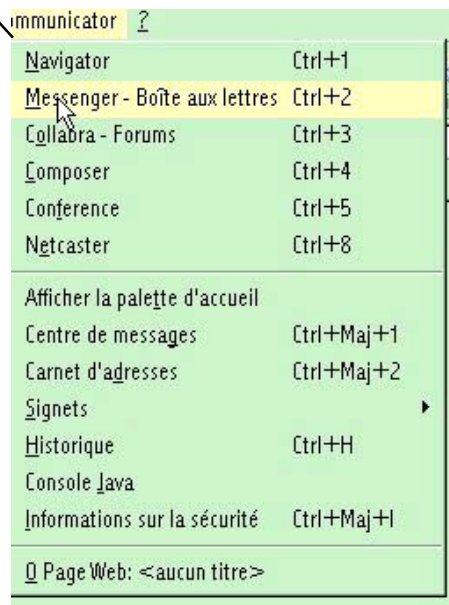 ommunicator ?
Navigator Ctrl+1
Messenger - Boîte aux lettres Ctrl+2
Collabra - Forums Ctrl+3
Composer Ctrl+4
Conference Ctrl+5
Netcaster Ctrl+8
Afficher la palette d'accueil
Centre de messages Ctrl+Maj+1
Carnet d'adresses Ctrl+Maj+2
Signets
Historique Ctrl+H
Console Java
Informations sur la sécurité Ctrl+Maj+I
0 Page Web: <aucun titre>